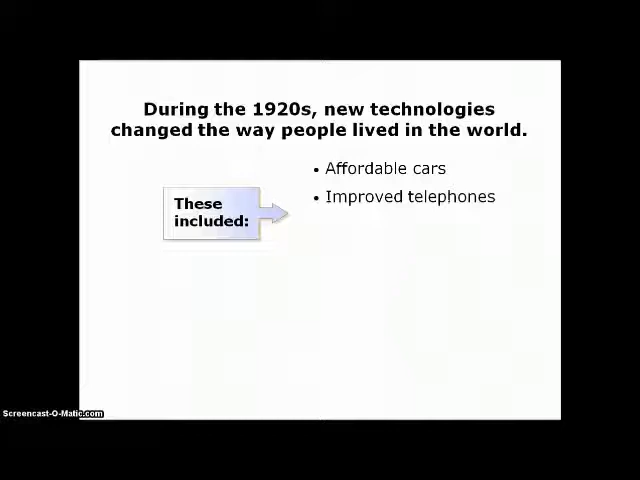 During the 1920s, new technologies
changed the way people lived in the world.
• Affordable cars
• Improved telephones
These
included:
Screencast-O-Matic.com